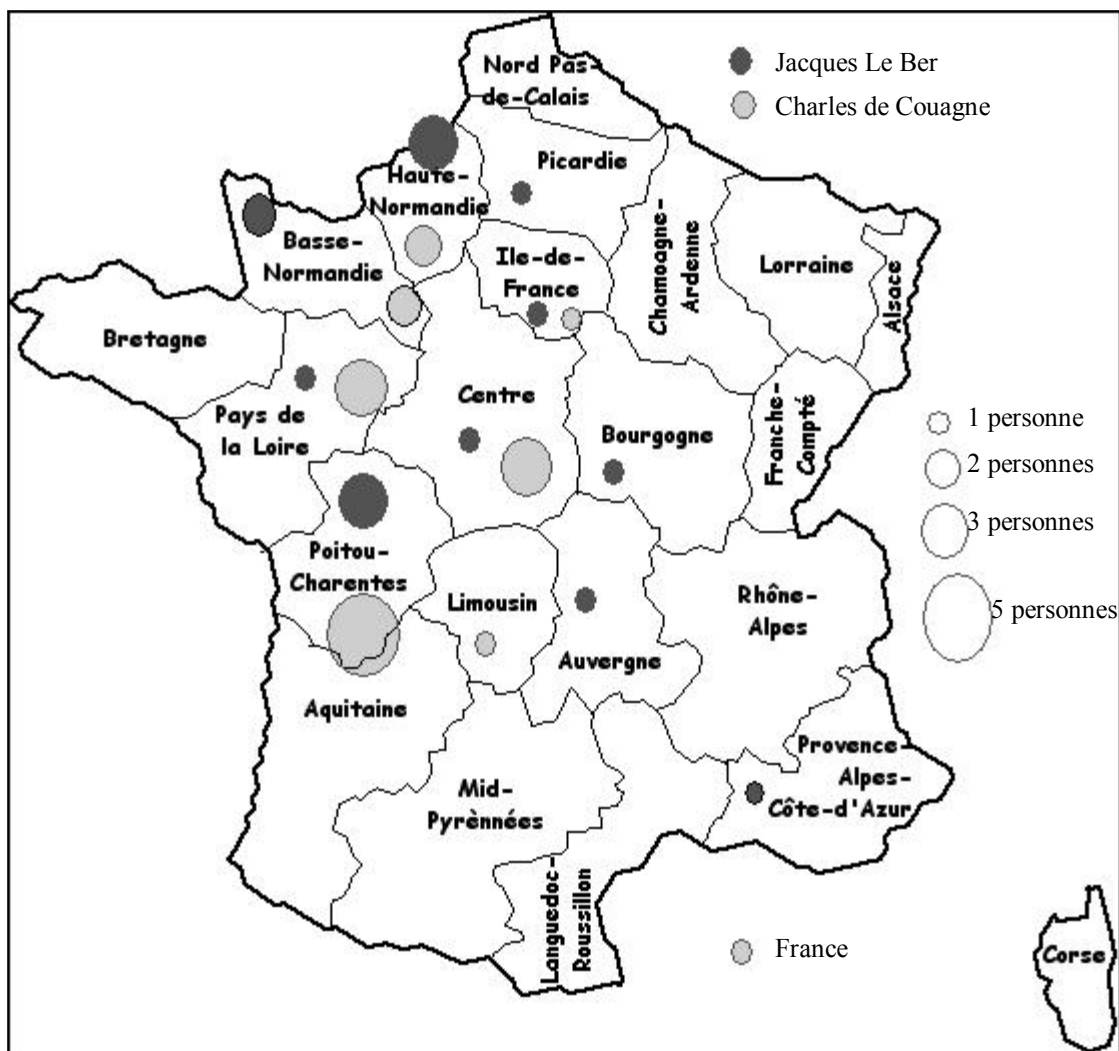 Nord Pas-
de-Calais
Jacques Le Ber
Charles de Couagne
Picardie
Haute-
Normandie
Basse-
Normandie
Ile-de-
France
Chamoagne-
Ardenne
Lorraine
Alsace
Bretagne
Pays de
la Loire
Centre
Bourgogne
Franche-
Compté
1 personne
2 personnes
3 personnes
5 personnes
Poitou-
Charentes
Limousin
Auvergne
Rhône-
Alpes
Aquitaine
Mid-
Pyrènnées
Provence-
Alpes-
Côte-d'Azur
Languedoc-
Roussillon
France
Corse